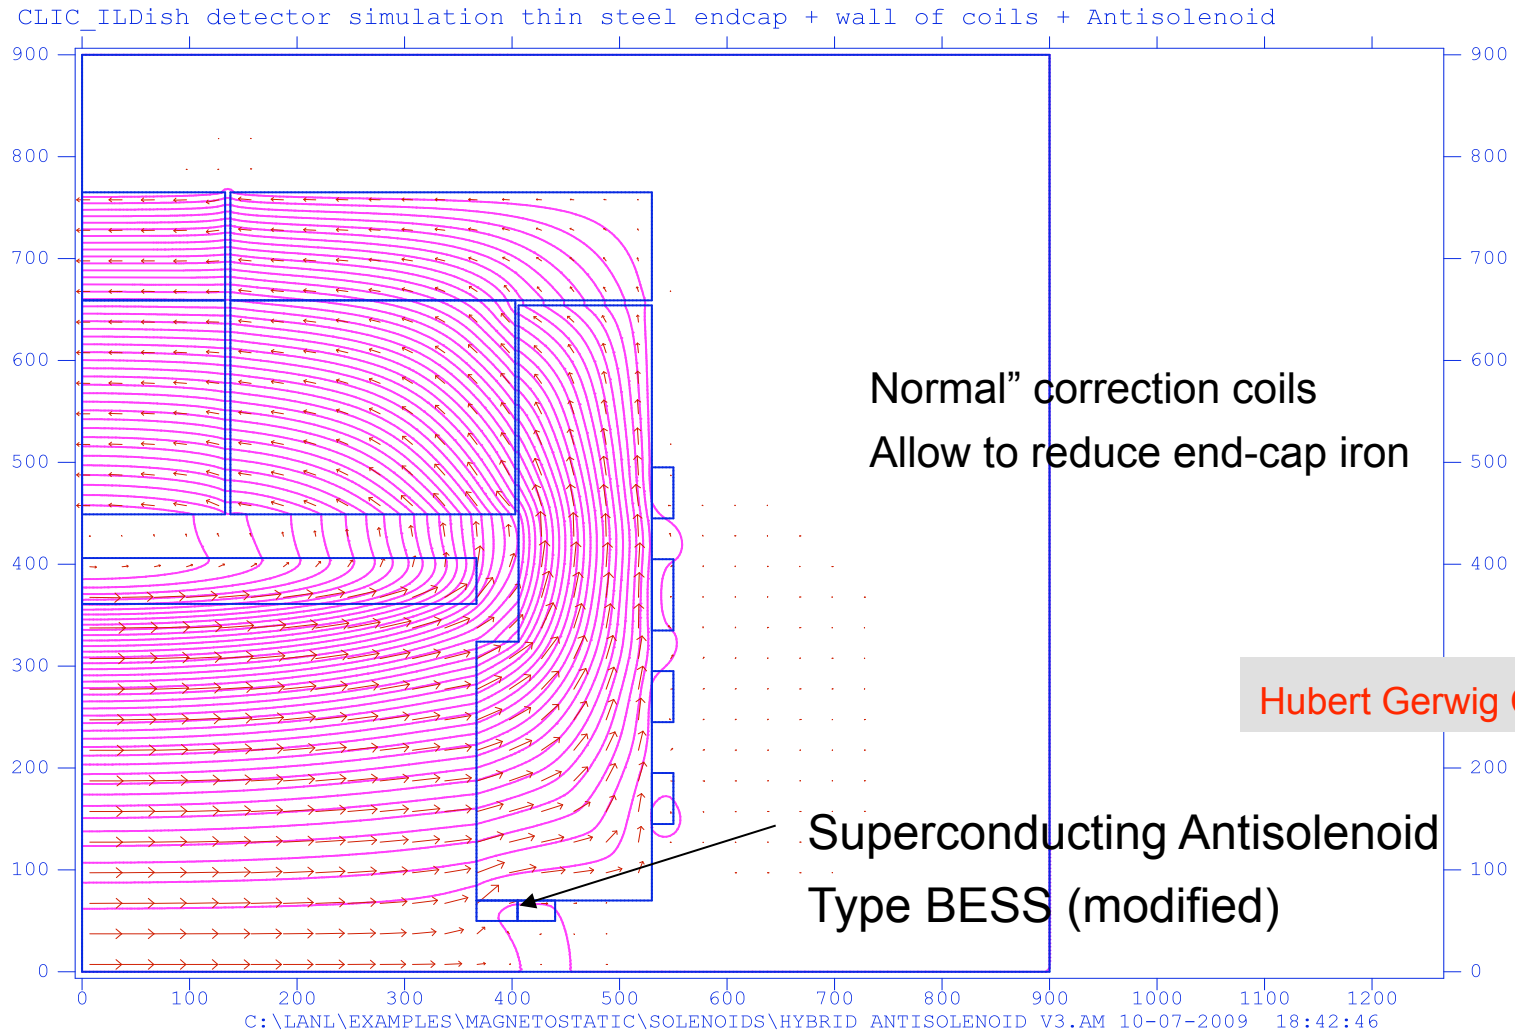 CLIC_ILDish detector simulation thin steel endcap + wall of coils + Antisolenoid
900 900
800 800
700 700
600 600
Normal” correction coils
Allow to reduce end-cap iron
500 500
400 400
300 300
Hubert Gerwig
200 200
Superconducting Antisolenoid
100 100
Type BESS (modified)
0 0
0 100 200 300 400 500 600 700 800 900 1000 1100 1200
C:\LANL\EXAMPLES\MAGNETOSTATIC\SOLENOIDS\HYBRID ANTISOLENOID V3.AM 10-07-2009 18:42:46